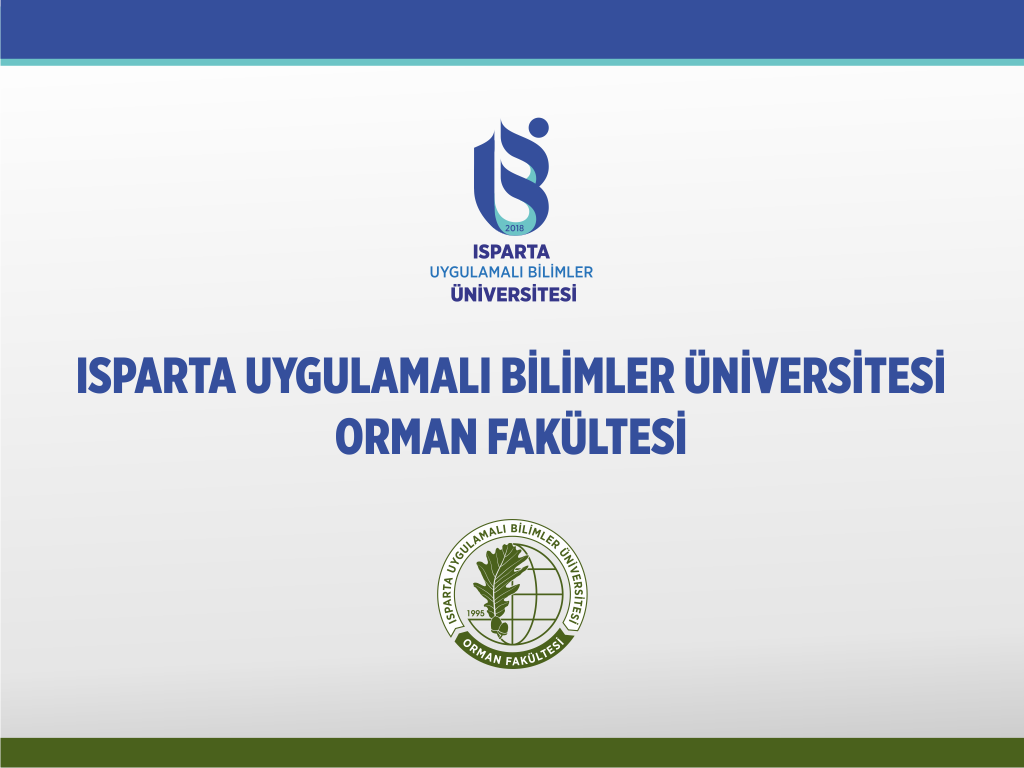 2018
ISPARTA
UYGULAMALI BİLİMLER
ÜNİVERSİTESİ
ISPARTA UYGULAMALI BİLİMLER ÜNİVERSİTESİ
ORMAN FAKÜLTESİ
ISPARTA UYGULAMALI BİLİMLER ÜNİVERSİTESİ
1995
ORMAN FAKÜLTESİ